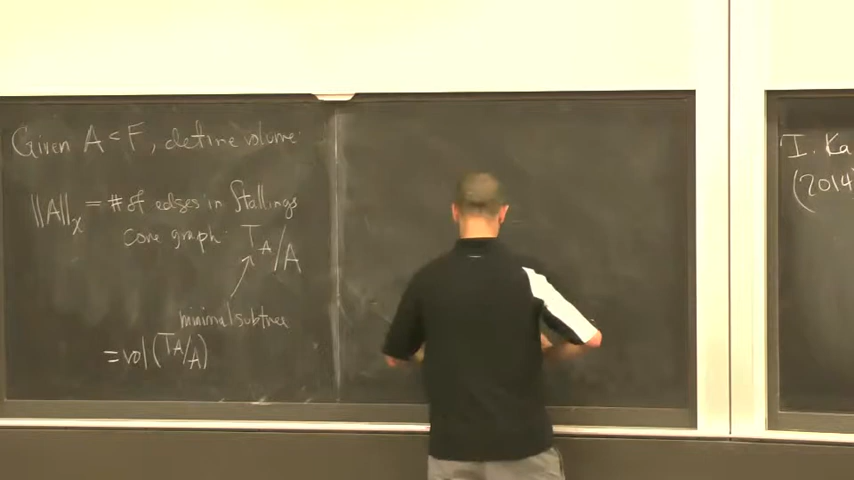 Given A < F, define volume:
||A||_X = # of edges in Stallings
core graph T_A/A
minimal subtree
= vol(T_A/A)
I. Ka
(2014